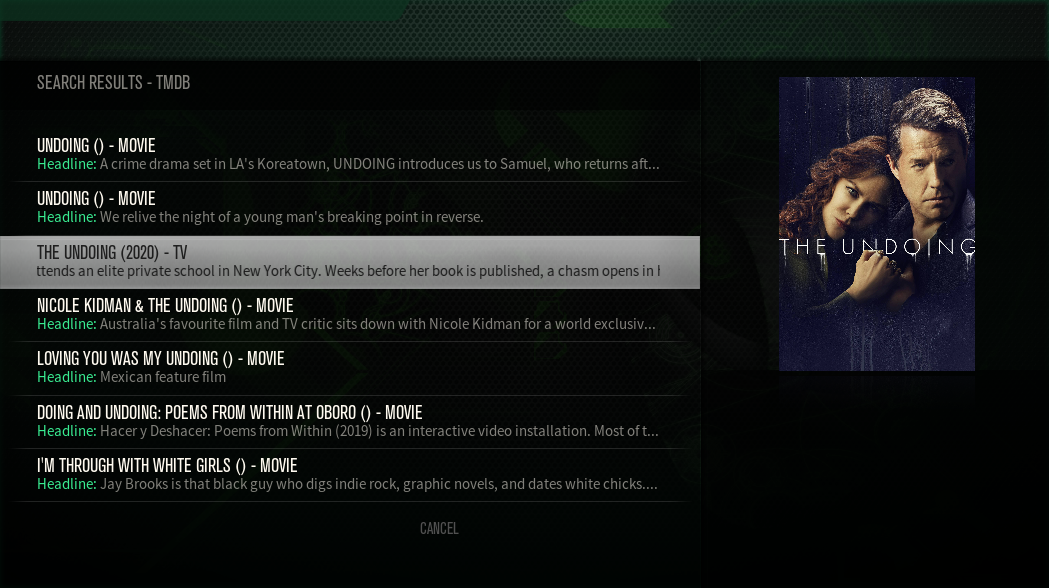 SEARCH RESULTS - TMDB
UNDOING () - MOVIE
Headline: A crime drama set in LA's Koreatown, UNDOING introduces us to Samuel, who returns aft...
UNDOING () - MOVIE
Headline: We relive the night of a young man's breaking point in reverse.
THE UNDOING (2020) - TV
ttends an elite private school in New York City. Weeks before her book is published, a chasm opens in h
NICOLE KIDMAN & THE UNDOING () - MOVIE
Headline: Australia's favourite film and TV critic sits down with Nicole Kidman for a world exclusiv...
LOVING YOU WAS MY UNDOING () - MOVIE
Headline: Mexican feature film
DOING AND UNDOING: POEMS FROM WITHIN AT OBORO () - MOVIE
Headline: Hacer y Deshacer: Poems from Within (2019) is an interactive video installation. Most of t...
I'M THROUGH WITH WHITE GIRLS () - MOVIE
Headline: Jay Brooks is that black guy who digs indie rock, graphic novels, and dates white chicks....
CANCEL
THE UNDOING